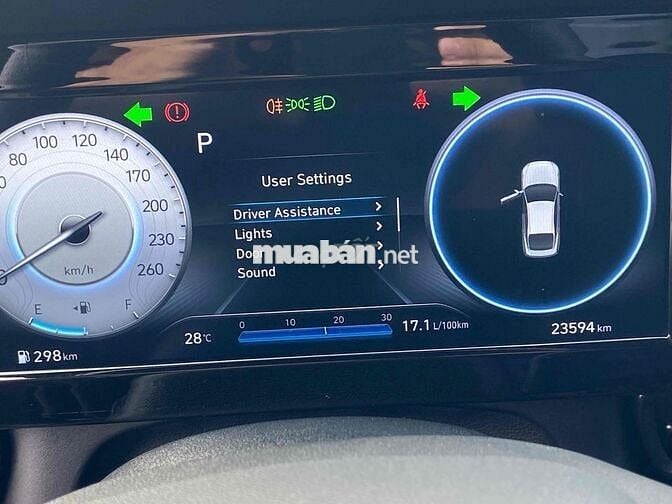 P
80
100
120
140
170
200
230
260
0
km/h
E
F
298 km
User Settings
Driver Assistance >
Lights >
Sound >
muaban.net
28 °C
0 10 20 30
17.1 L/100km
23594 km